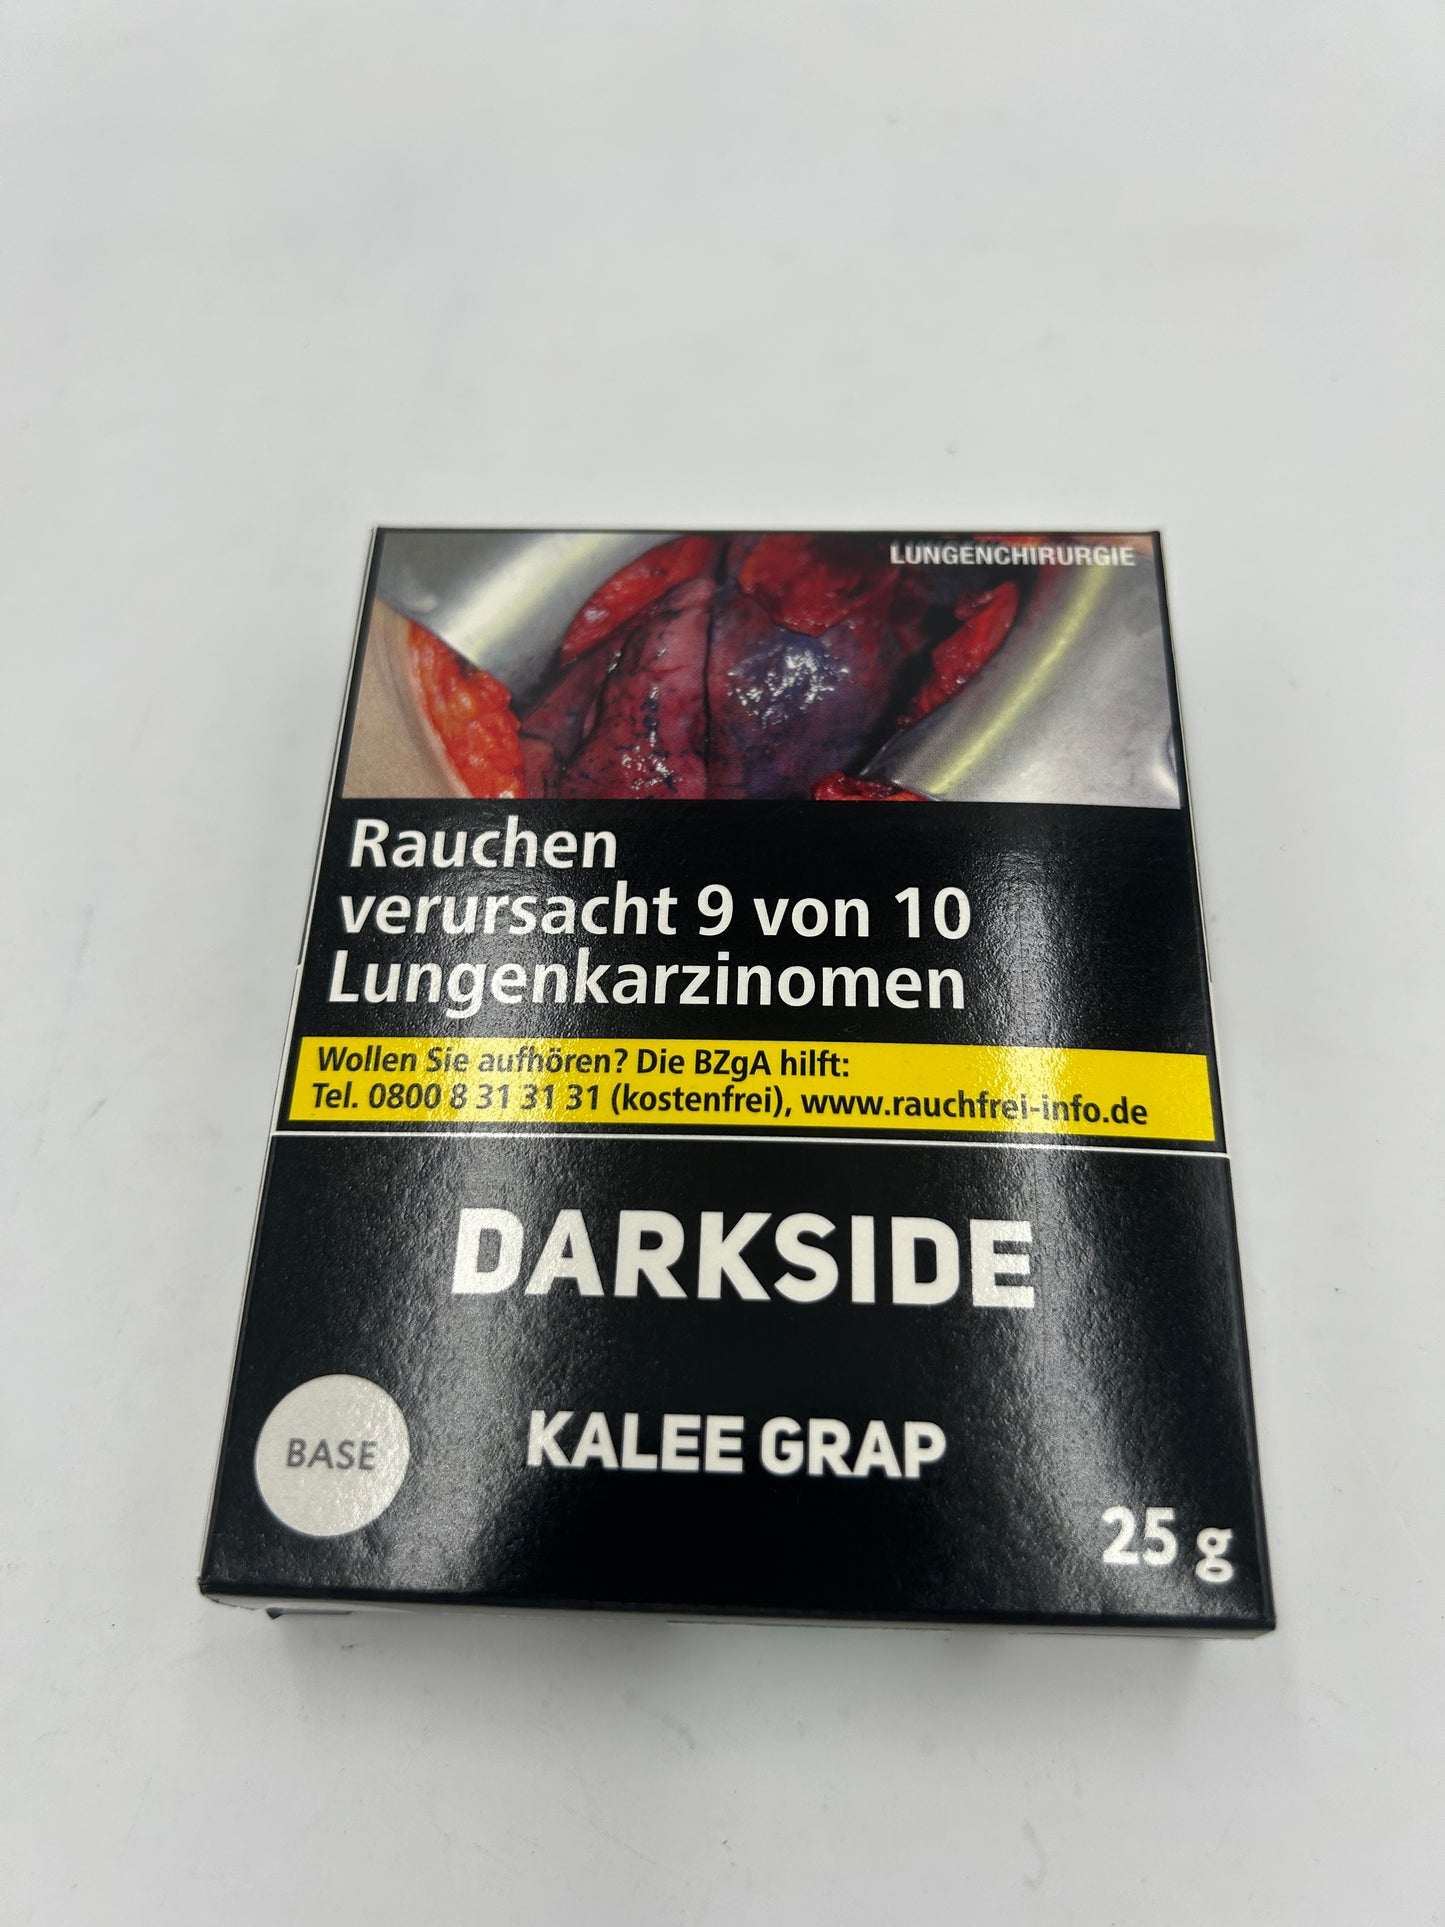 LUNGENCHIRURGIE
Rauchen
verursacht 9 von 10
Lungenkarzinomen
Wollen Sie aufhören? Die BZgA hilft:
Tel. 0800 8 31 31 31 (kostenfrei), www.rauchfrei-info.de
DARKSIDE
KALEE GRAP
BASE
25 g